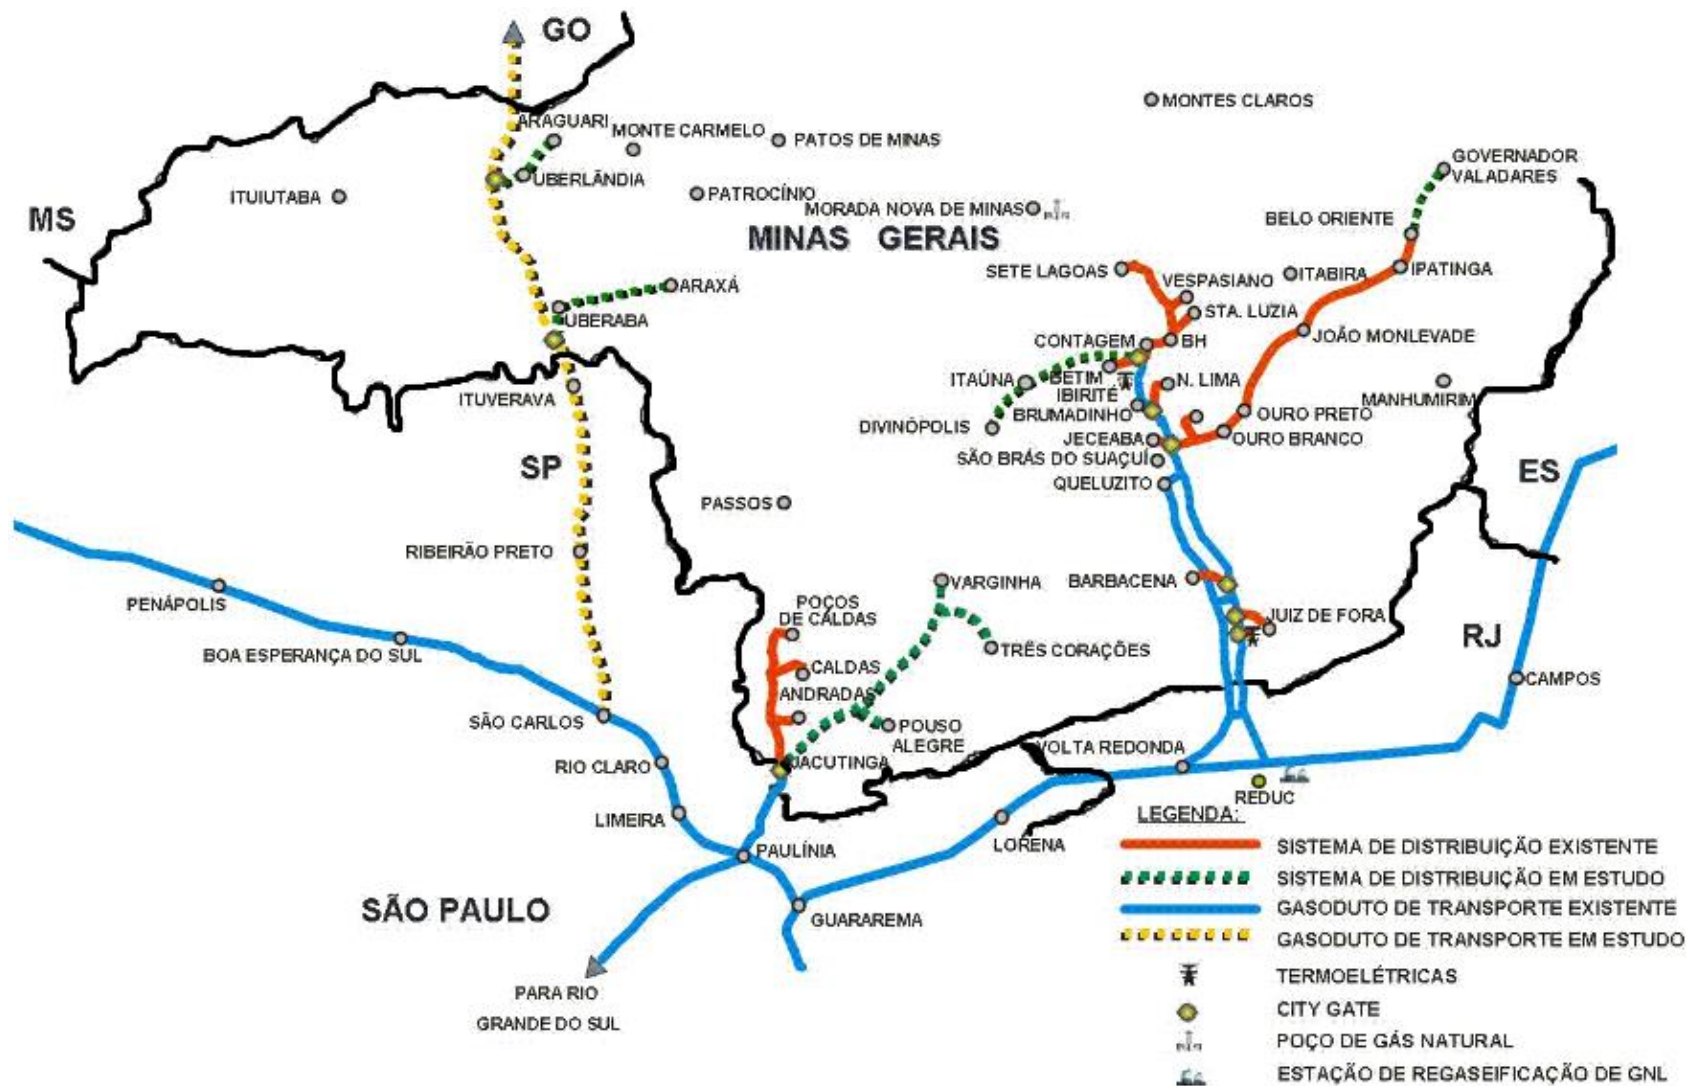 GO
ARAGUARI
MONTE CARMELO
PATOS DE MINAS
MONTES CLAROS
UBERLÂNDIA
ITUIUTABA
PATROCÍNIO
MORADA NOVA DE MINAS
GOVERNADOR
VALADARES
MS
MINAS GERAIS
BELO ORIENTE
SETE LAGOAS
VESPASIANO
ITABIRA
IPATINGA
ARAXÁ
UBERABA
STA. LUZIA
CONTAGEM
BH
JOÃO MONLEVADE
ITAÚNA
BETIM
N. LIMA
IBIRITÉ
ITUVERAVA
MANHUMIRIM
BRUMADINHO
OURO PRETO
DIVINÓPOLIS
JECEABA
OURO BRANCO
SP
SÃO BRÁS DO SUAÇUÍ
ES
QUELUZITO
PASSOS
RIBEIRÃO PRETO
VARGINHA
BARBACENA
PENÁPOLIS
POÇOS
DE CALDAS
JUIZ DE FORA
RJ
BOA ESPERANÇA DO SUL
CALDAS
TRÊS CORAÇÕES
CAMPOS
ANDRADAS
SÃO CARLOS
POUSO
ALEGRE
VOLTA REDONDA
RIO CLARO
JACUTINGA
REDUC
LIMEIRA
LORENA
PAULÍNIA
SÃO PAULO
GUARAREMA
PARA RIO
GRANDE DO SUL
LEGENDA:
SISTEMA DE DISTRIBUIÇÃO EXISTENTE
SISTEMA DE DISTRIBUIÇÃO EM ESTUDO
GASODUTO DE TRANSPORTE EXISTENTE
GASODUTO DE TRANSPORTE EM ESTUDO
TERMOELÉTRICAS
CITY GATE
POÇO DE GÁS NATURAL
ESTAÇÃO DE REGASEIFICAÇÃO DE GNL